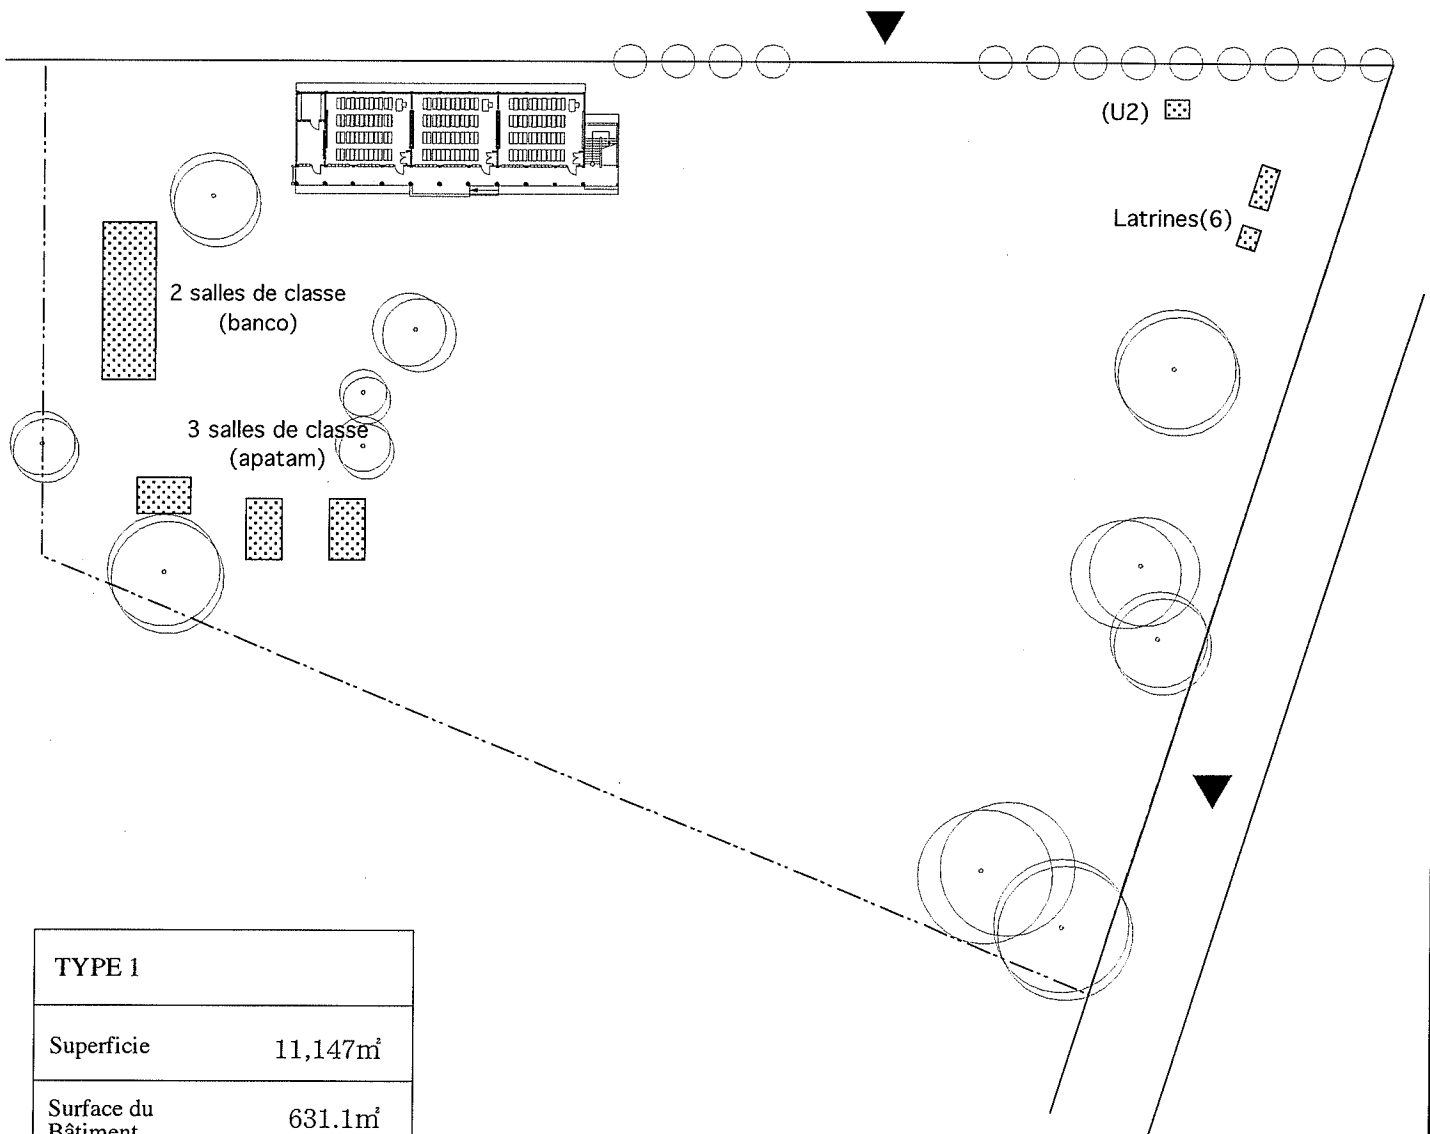 (U2)
Latrines(6)
2 salles de classe
(banco)
3 salles de classe
(apatam)
TYPE 1
Superficie 11,147㎡
Surface du
Bâtiment 631.1㎡